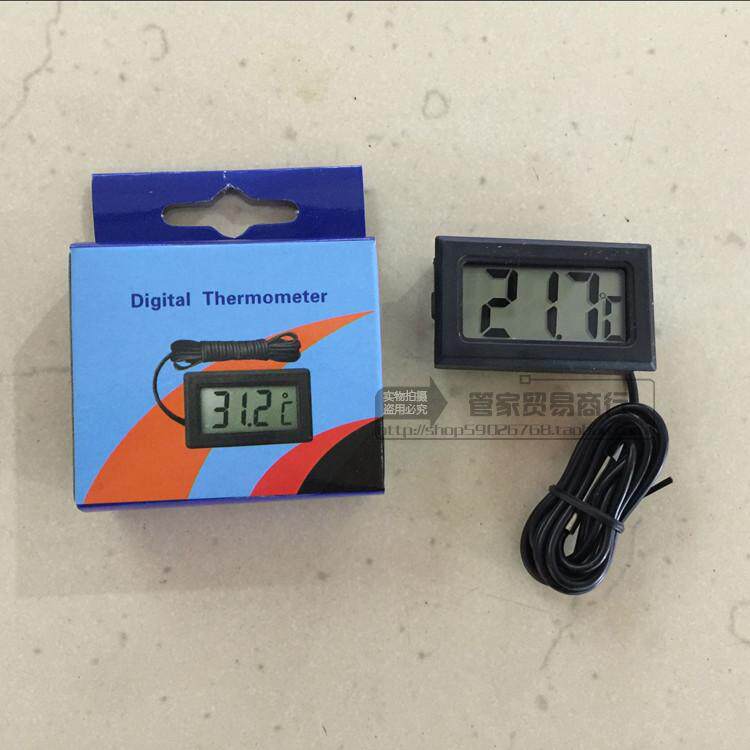 Digital Thermometer
31.2°C
21.7°C
实物拍摄
盗用必究
管家贸易商行
http://shop59026768.taobao